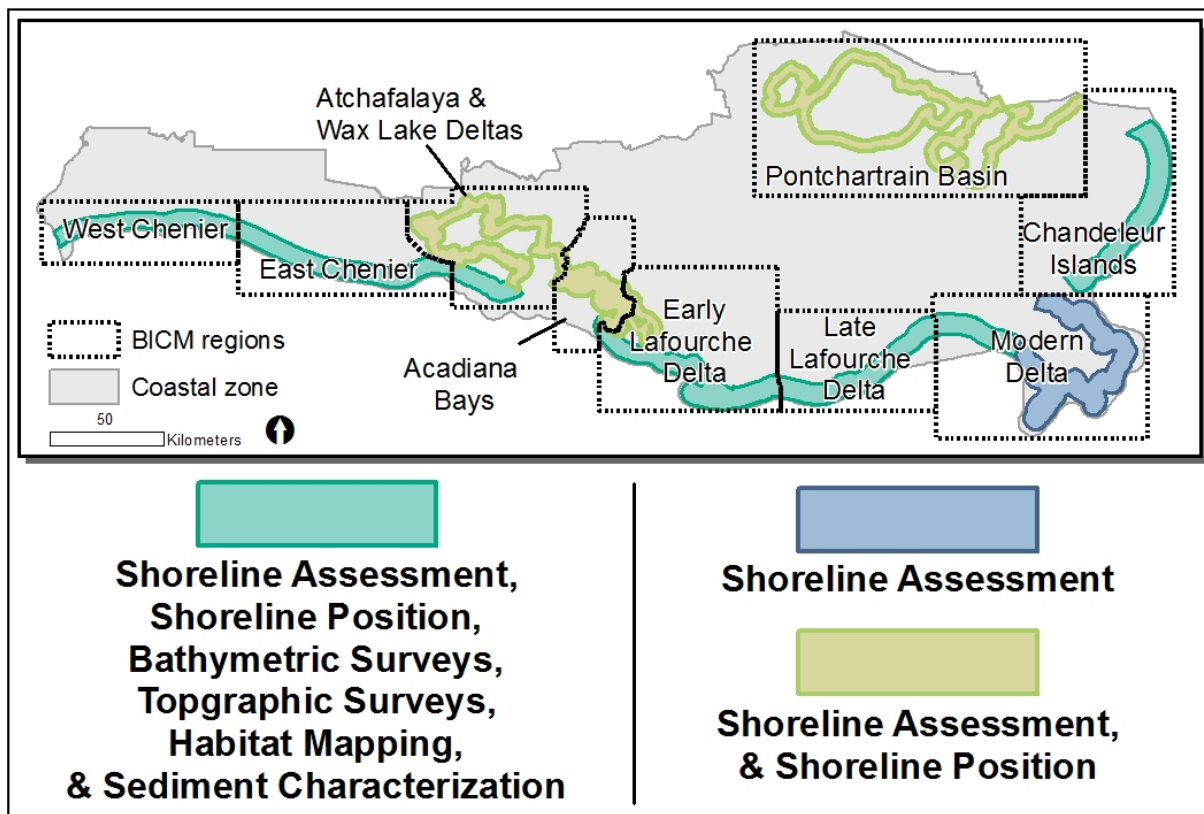 Atchafalaya &
Wax Lake Deltas
Pontchartrain Basin
West Chenier
East Chenier
Chandeleur
Islands
Early
Lafourche
Delta
Late
Lafourche
Delta
Modern
Delta
Acadiana
Bays
BICM regions
Coastal zone
50
Kilometers
Shoreline Assessment,
Shoreline Position,
Bathymetric Surveys,
Topgraphic Surveys,
Habitat Mapping,
& Sediment Characterization
Shoreline Assessment
Shoreline Assessment,
& Shoreline Position